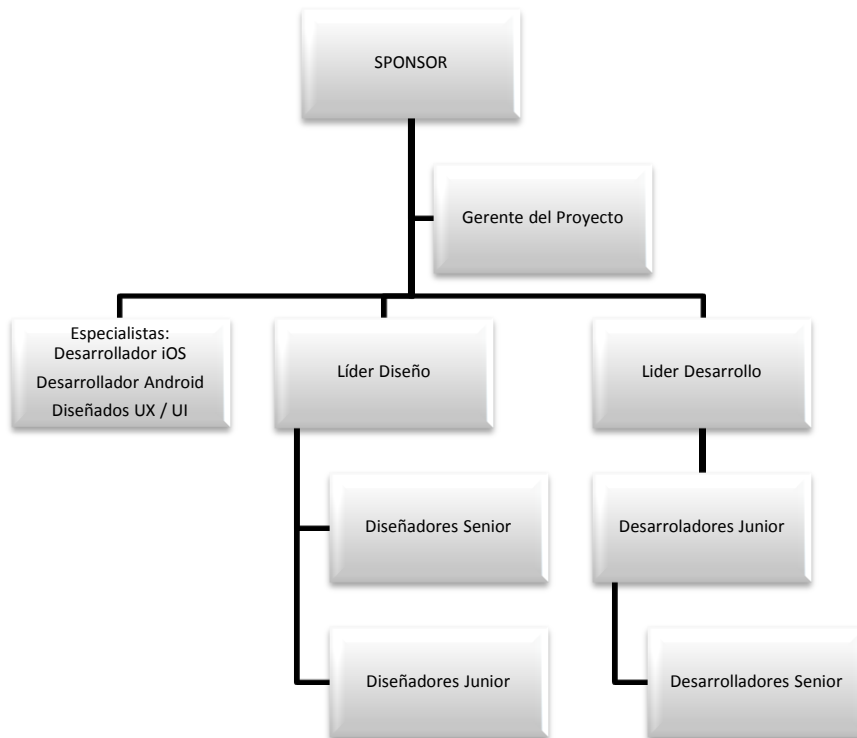 SPONSOR
Gerente del Proyecto
Especialistas:
Desarrollador iOS
Desarrollador Android
Diseñados UX / UI
Líder Diseño
Lider Desarrollo
Diseñadores Senior
Desarroladores Junior
Diseñadores Junior
Desarrolladores Senior